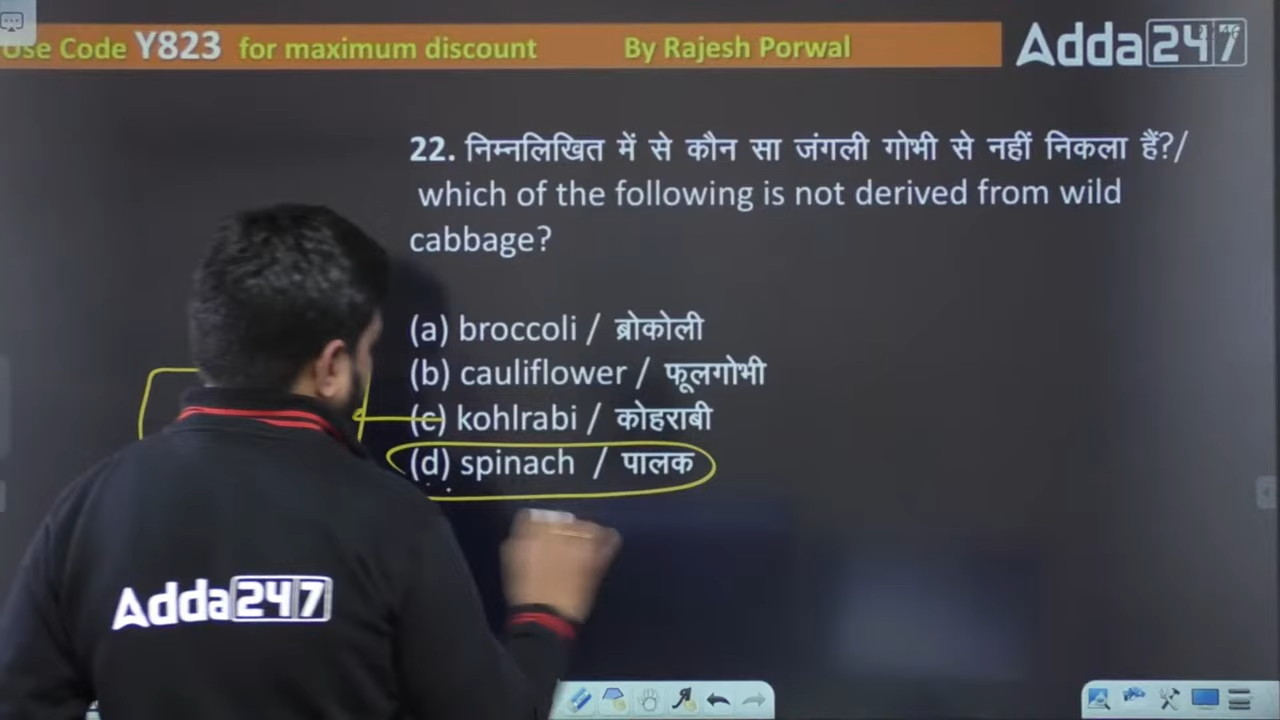 Use Code Y823 for maximum discount By Rajesh Porwal
Adda247
22. निम्नलिखित में से कौन सा जंगली गोभी से नहीं निकला हैं?/
which of the following is not derived from wild
cabbage?
(a) broccoli / ब्रोकोली
(b) cauliflower / फूलगोभी
(c) kohlrabi / कोहराबी
(d) spinach / पालक
Adda247